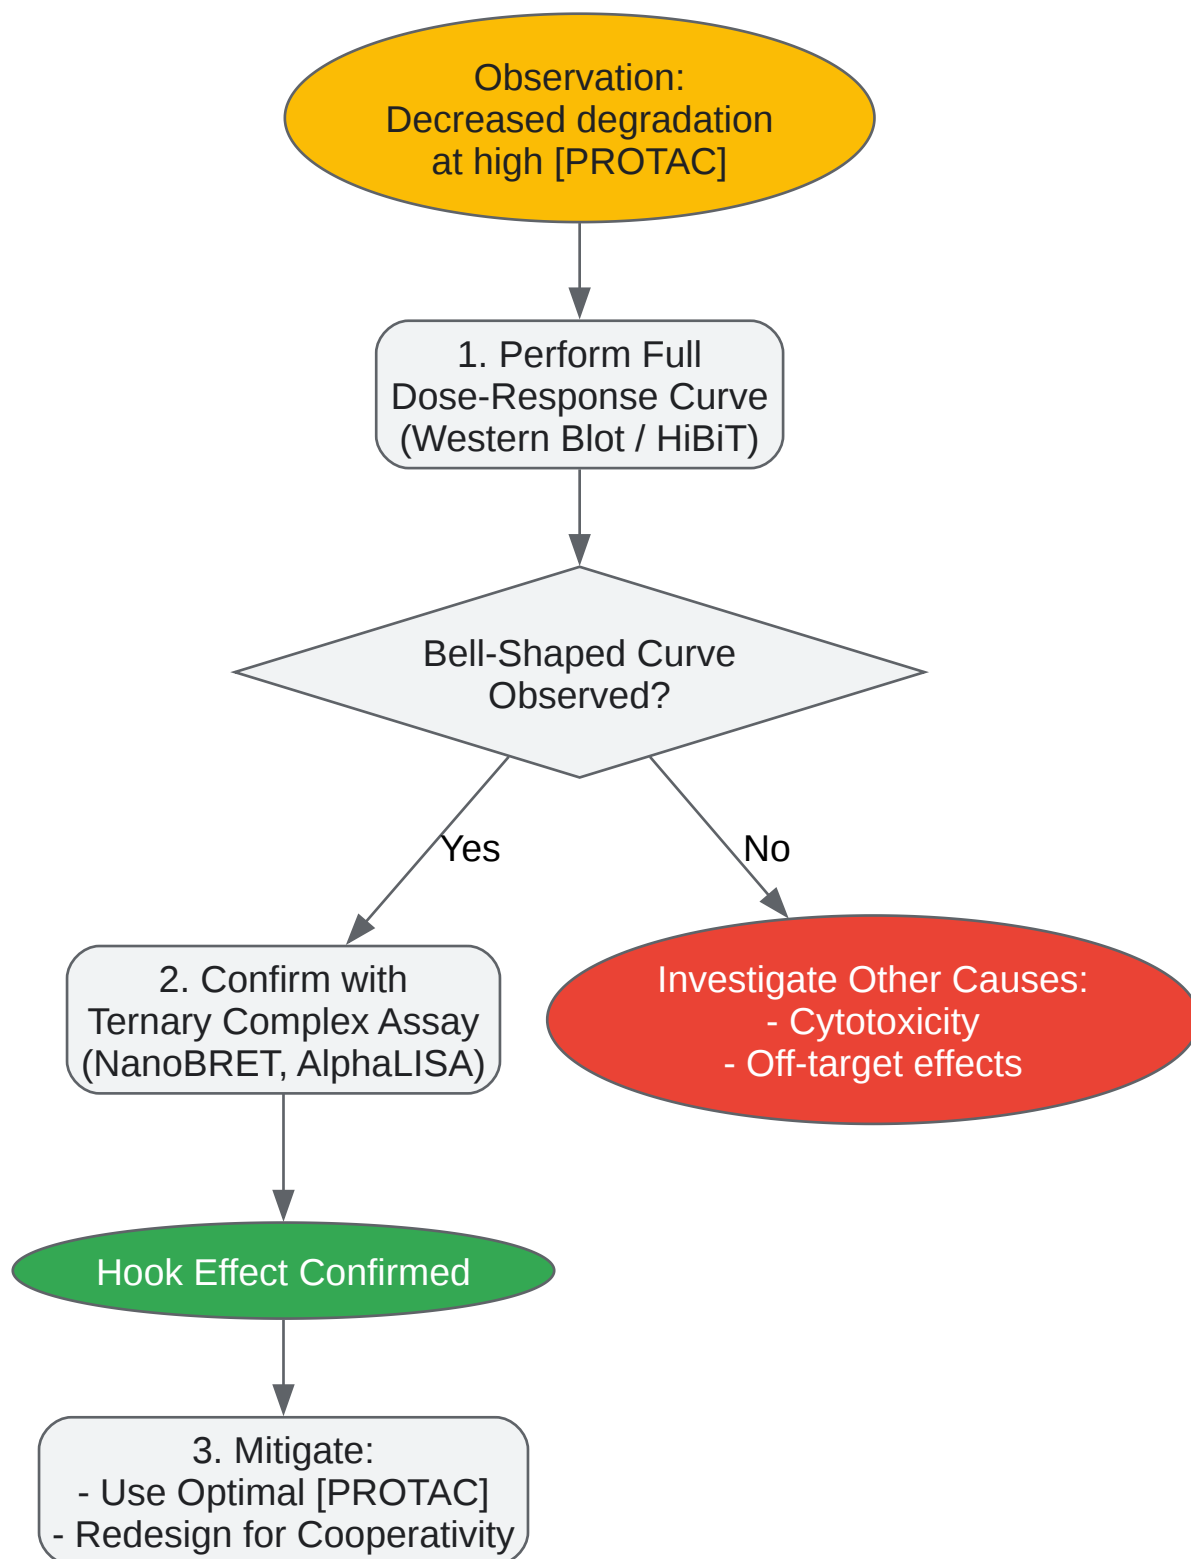 Observation:
Decreased degradation
at high [PROTAC]
1. Perform Full
Dose-Response Curve
(Western Blot / HiBiT)
Bell-Shaped Curve
Observed?
Yes
No
2. Confirm with
Ternary Complex Assay
(NanoBRET, AlphaLISA)
Investigate Other Causes:
- Cytotoxicity
- Off-target effects
Hook Effect Confirmed
3. Mitigate:
- Use Optimal [PROTAC]
- Redesign for Cooperativity